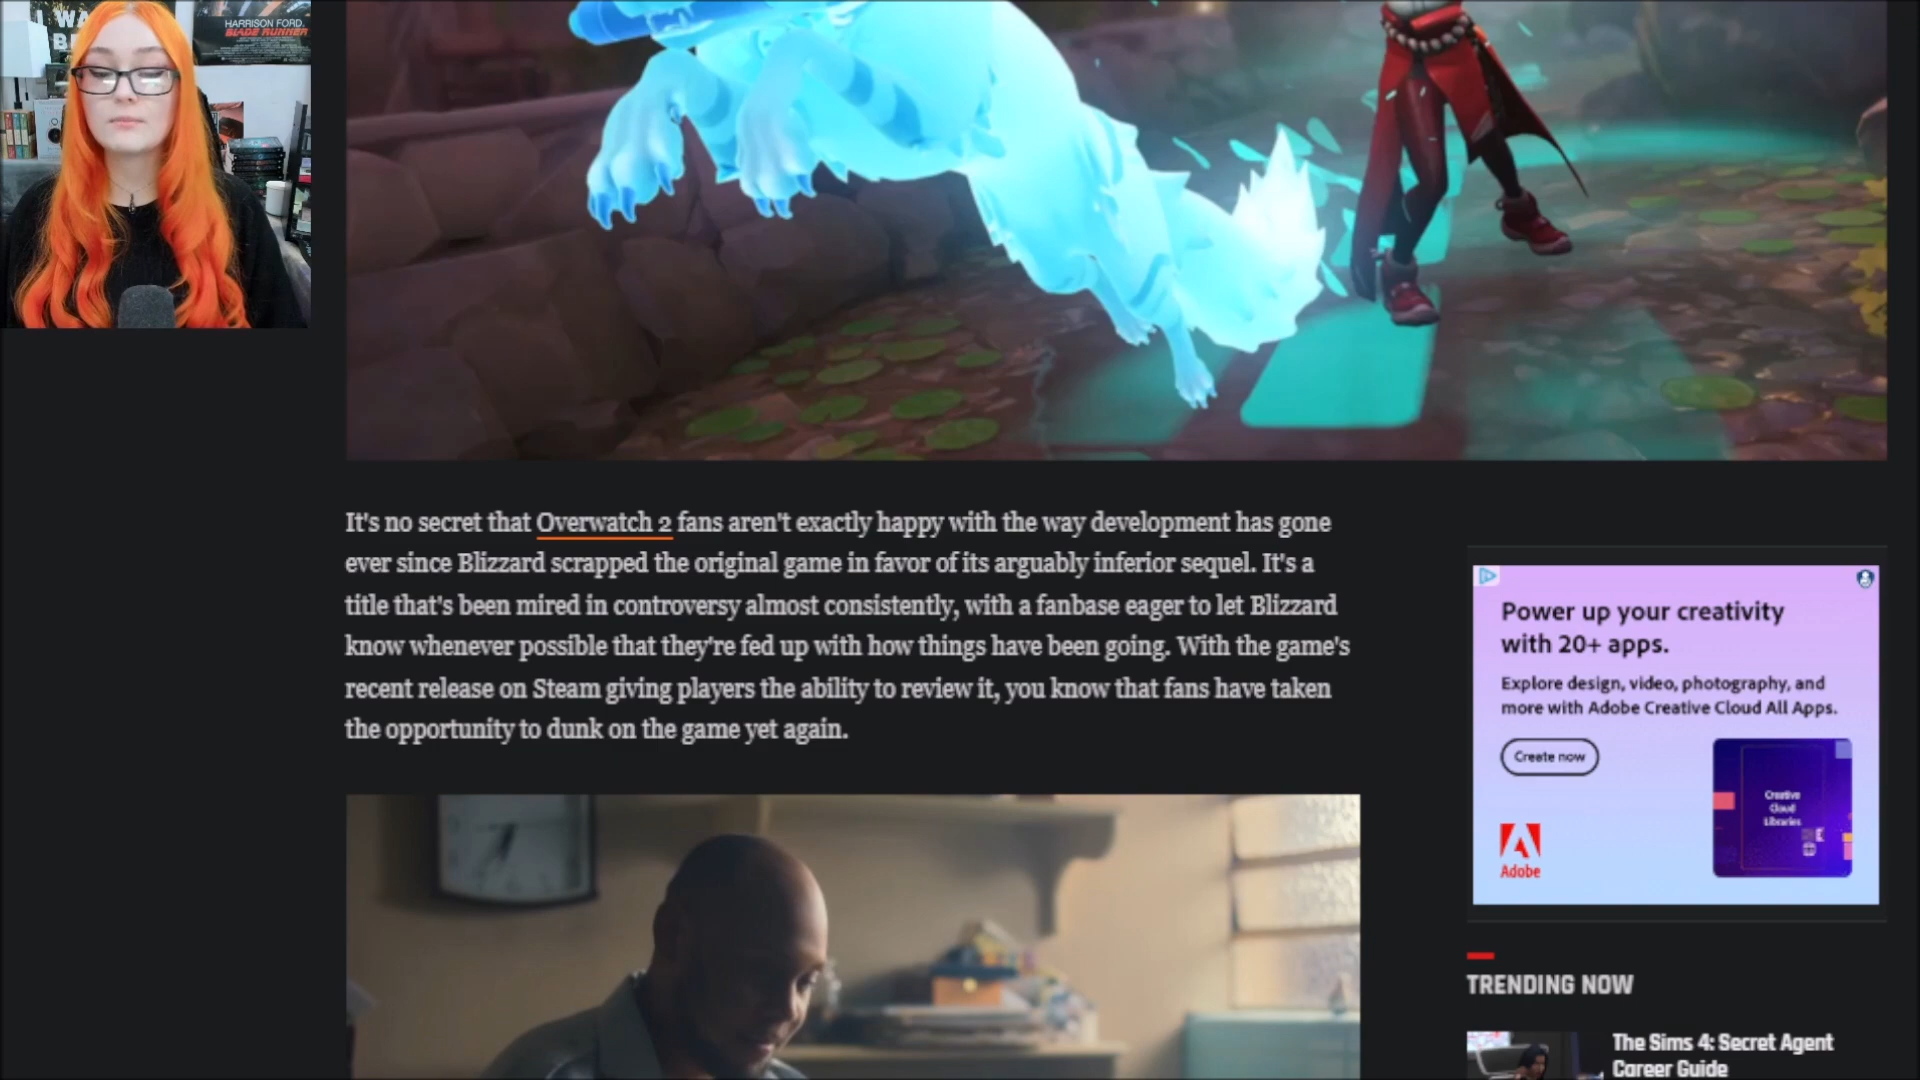 I WA
BE
HARRISON FORD
BLADE RUNNER
It's no secret that Overwatch 2 fans aren't exactly happy with the way development has gone
ever since Blizzard scrapped the original game in favor of its arguably inferior sequel. It's a
title that's been mired in controversy almost consistently, with a fanbase eager to let Blizzard
know whenever possible that they're fed up with how things have been going. With the game's
recent release on Steam giving players the ability to review it, you know that fans have taken
the opportunity to dunk on the game yet again.
Power up your creativity
with 20+ apps.
Explore design, video, photography, and
more with Adobe Creative Cloud All Apps.
Create now
Creative
Cloud
Libraries
Adobe
TRENDING NOW
The Sims 4: Secret Agent
Career Guide